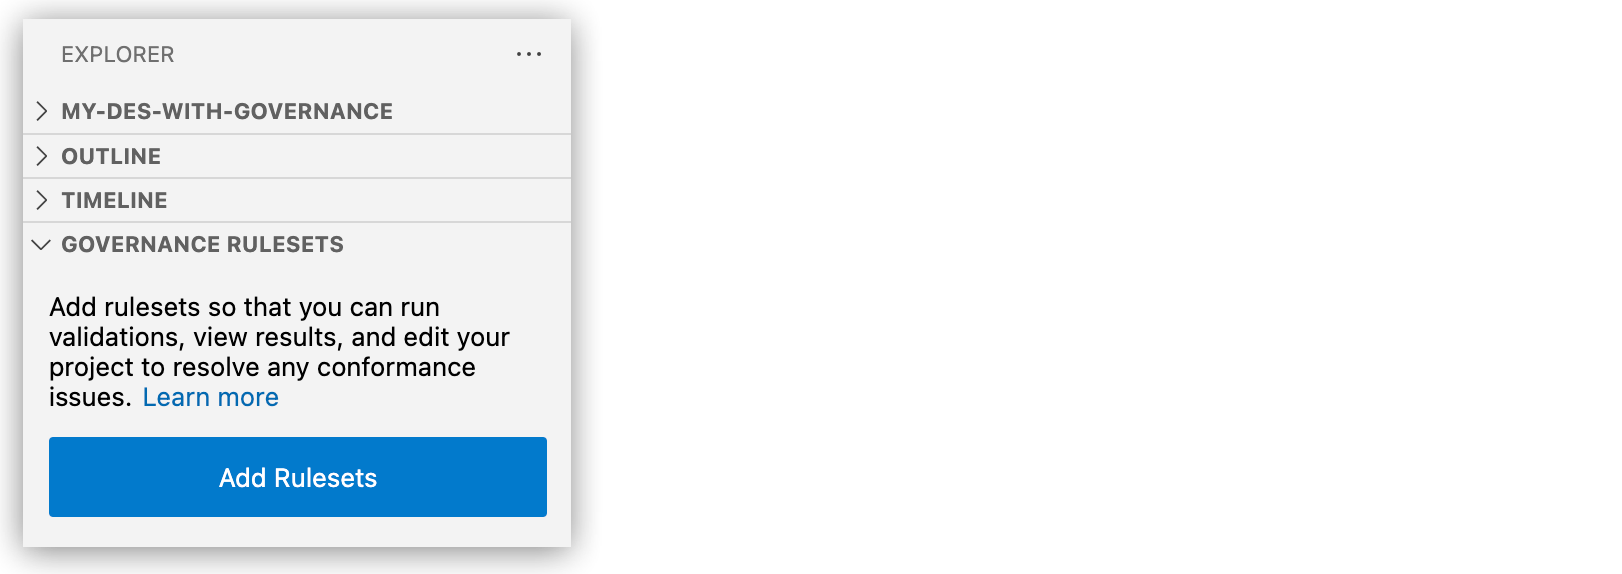 EXPLORER
MY-DES-WITH-GOVERNANCE
OUTLINE
TIMELINE
GOVERNANCE RULESETS
Add rulesets so that you can run
validations, view results, and edit your
project to resolve any conformance
issues. Learn more
Add Rulesets